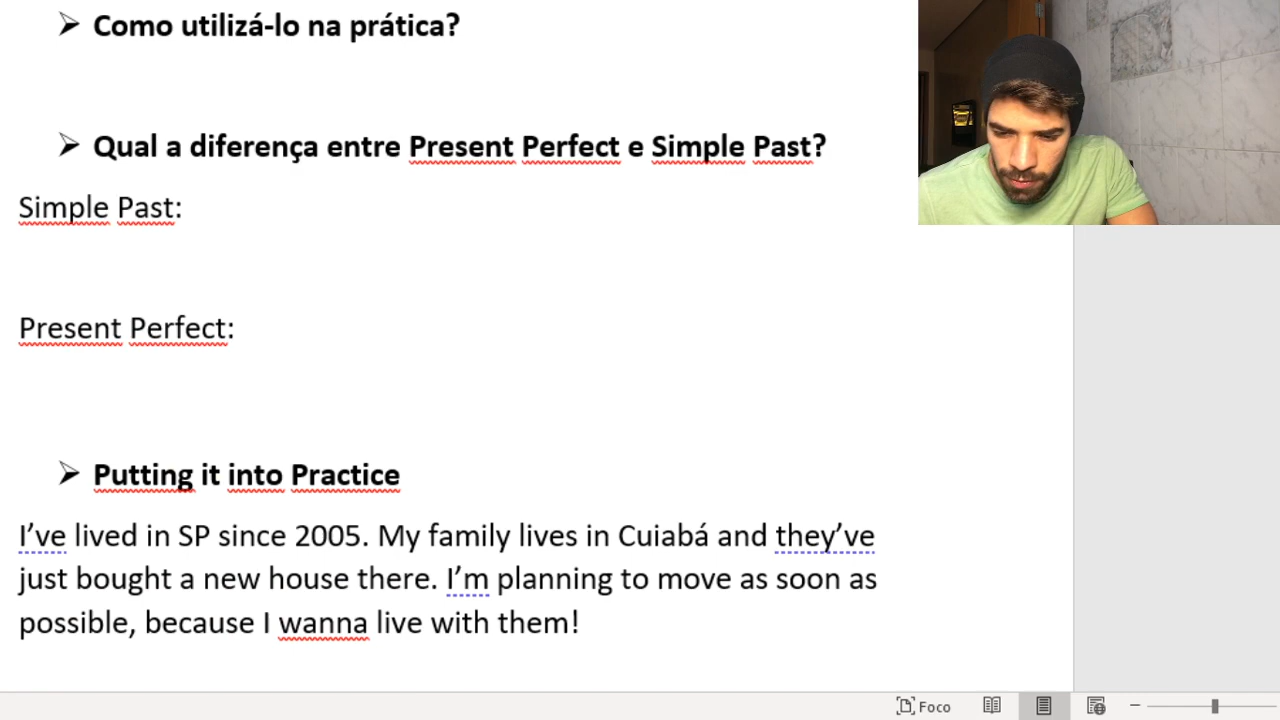 Como utilizá-lo na prática?
Qual a diferença entre Present Perfect e Simple Past?
Simple Past:
Present Perfect:
Putting it into Practice
I’ve lived in SP since 2005. My family lives in Cuiabá and they’ve
just bought a new house there. I’m planning to move as soon as
possible, because I wanna live with them!
Foco